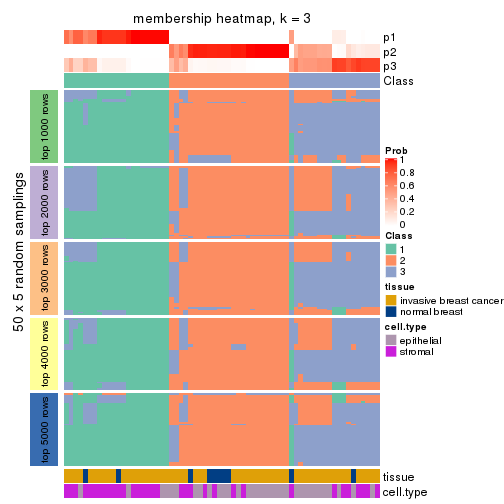 membership heatmap, k = 3
p1
p2
p3
Class
50 x 5 random samplings
top 1000 rows
top 2000 rows
top 3000 rows
top 4000 rows
top 5000 rows
Prob
1
0.8
0.6
0.4
0.2
0
Class
1
2
3
tissue
invasive breast cancer
normal breast
cell.type
epithelial
stromal
tissue
cell.type